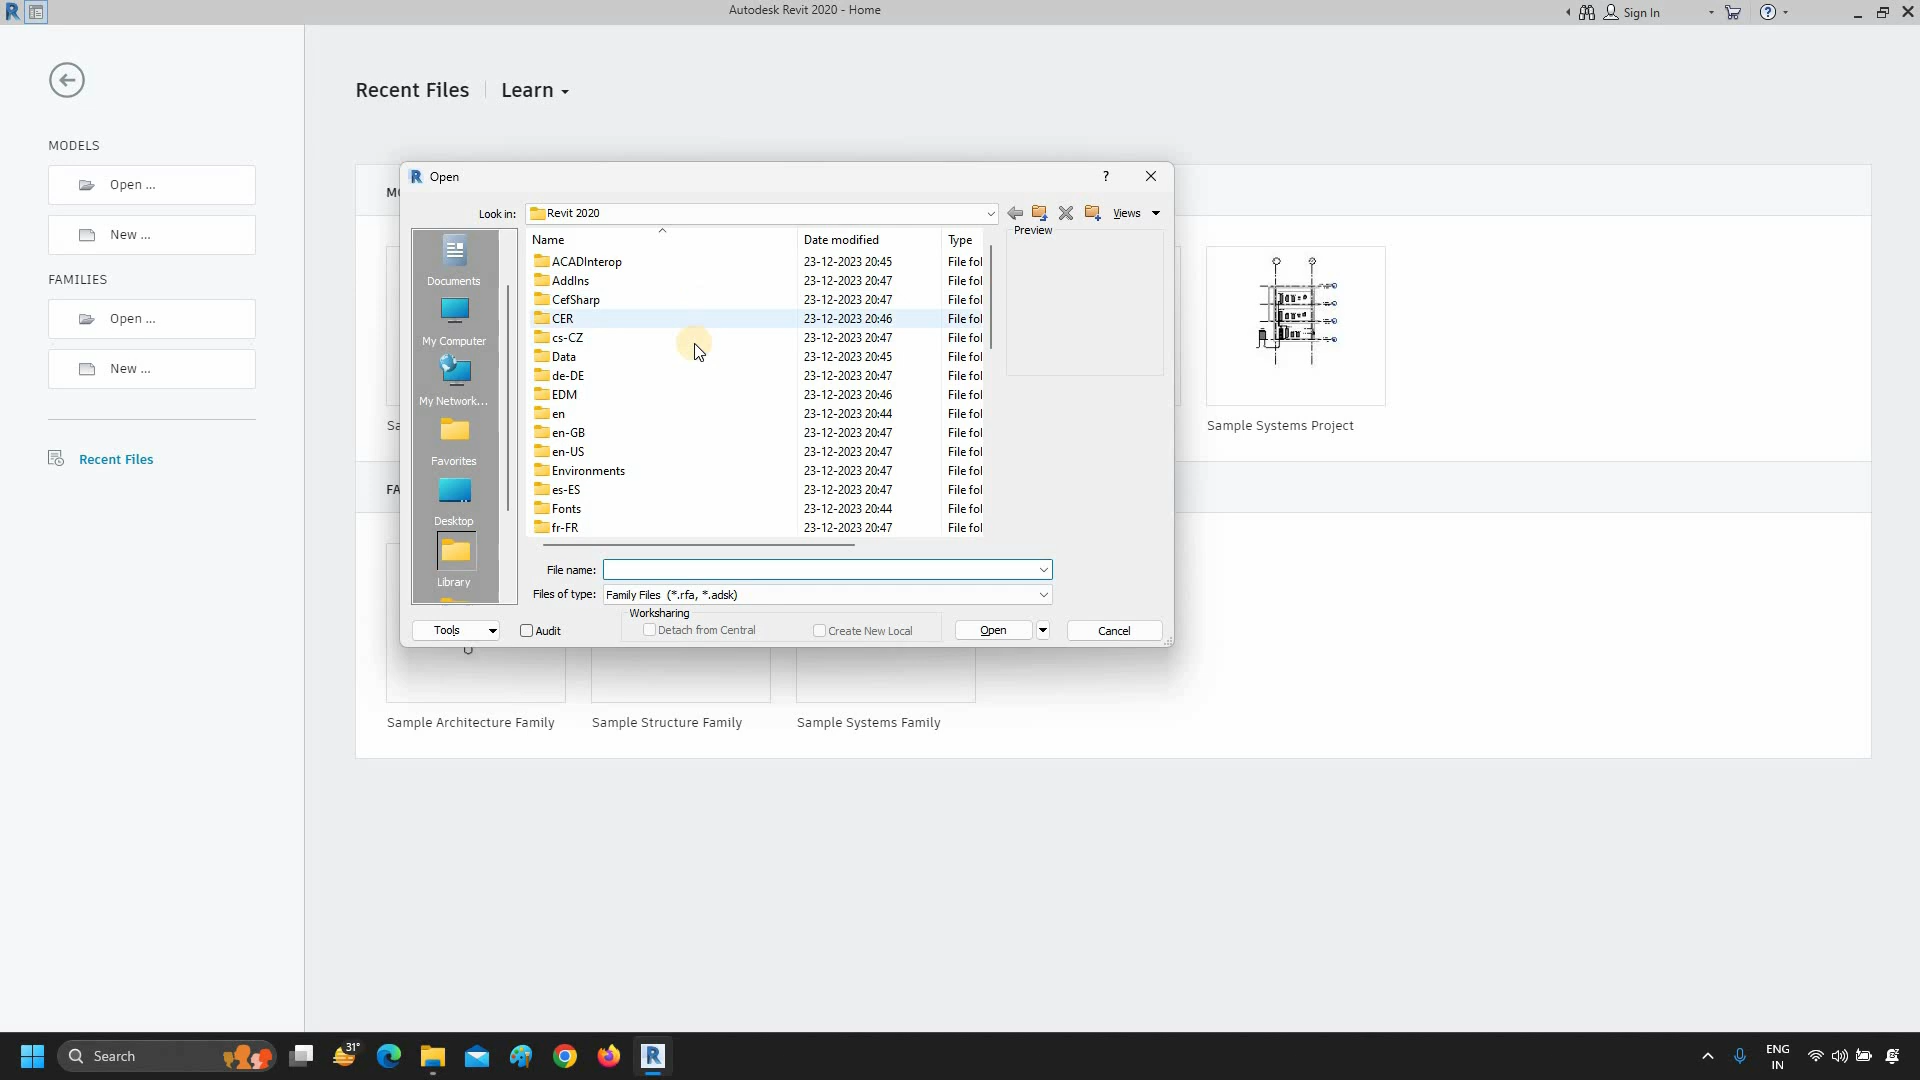 Autodesk Revit 2020 - Home
Sign In
Recent Files
Learn
MODELS
Open ...
New ...
FAMILIES
Open ...
New ...
Recent Files
Open
?
Look in:
Revit 2020
Views
Documents
My Computer
My Network...
Favorites
Desktop
Library
Name Date modified Type
ACADInterop 23-12-2023 20:45 File fol
AddIns 23-12-2023 20:47 File fol
CefSharp 23-12-2023 20:47 File fol
CER 23-12-2023 20:46 File fol
cs-CZ 23-12-2023 20:47 File fol
Data 23-12-2023 20:45 File fol
de-DE 23-12-2023 20:47 File fol
EDM 23-12-2023 20:46 File fol
en 23-12-2023 20:44 File fol
en-GB 23-12-2023 20:47 File fol
en-US 23-12-2023 20:47 File fol
Environments 23-12-2023 20:47 File fol
es-ES 23-12-2023 20:47 File fol
Fonts 23-12-2023 20:44 File fol
fr-FR 23-12-2023 20:47 File fol
Preview
File name:
Files of type: Family Files (*.rfa, *.adsk)
Worksharing
Tools
Audit
Detach from Central
Create New Local
Open
Cancel
Sample Systems Project
Sample Architecture Family
Sample Structure Family
Sample Systems Family
Search
31°
ENG
IN